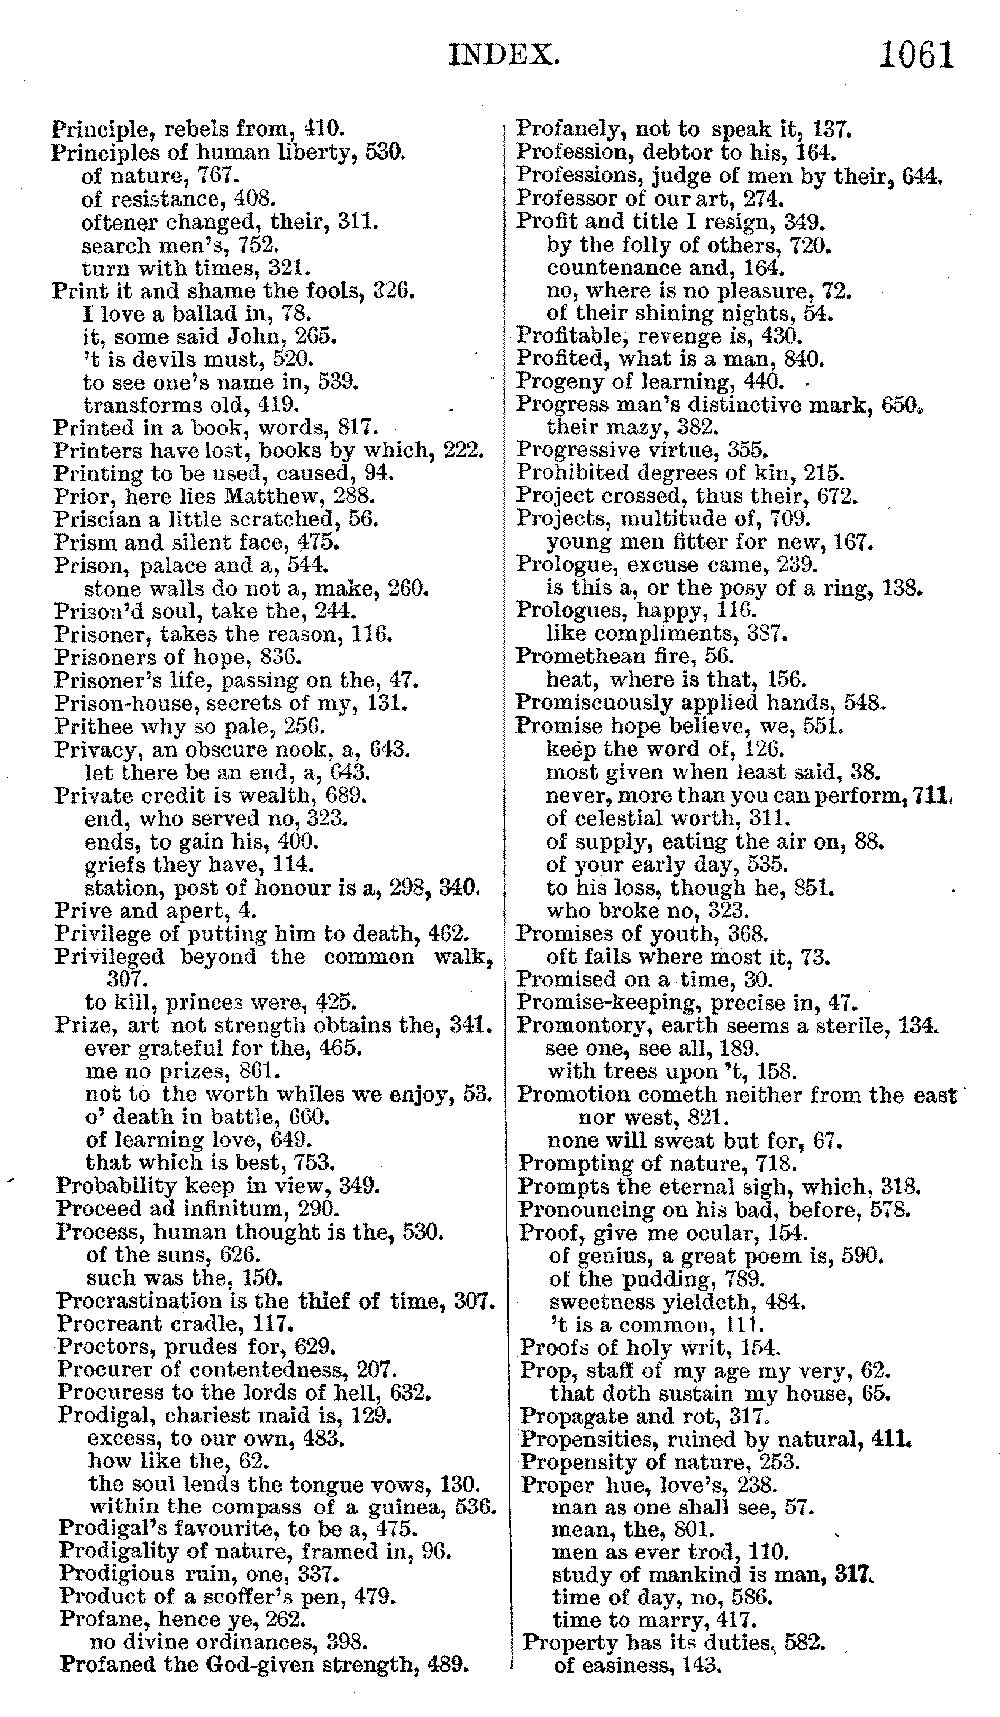 INDEX. 1061
Principle, rebels from, 410.
Principles of human liberty, 530.
of nature, 767.
of resistance, 408.
oftener changed, their, 311.
search men's, 752.
turn with times, 321.
Print it and shame the fools, 326.
I love a ballad in, 78.
it, some said John, 265.
't is devils must, 520.
to see one's name in, 539.
transforms old, 419.
Printed in a book, words, 817.
Printers have lost, books by which, 222.
Printing to be used, caused, 94.
Prior, here lies Matthew, 288.
Priscian a little scratched, 56.
Prism and silent face, 475.
Prison, palace and a, 544.
stone walls do not a, make, 260.
Prison'd soul, take the, 244.
Prisoner, takes the reason, 116.
Prisoners of hope, 836.
Prisoner's life, passing on the, 47.
Prison-house, secrets of my, 131.
Prithee why so pale, 256.
Privacy, an obscure nook, a, 643.
let there be an end, a, 643.
Private credit is wealth, 689.
end, who served no, 323.
ends, to gain his, 400.
griefs they have, 114.
station, post of honour is a, 298, 340.
Prive and apert, 4.
Privilege of putting him to death, 462.
Privileged beyond the common walk,
307.
to kill, princes were, 425.
Prize, art not strength obtains the, 341.
ever grateful for the, 465.
me no prizes, 861.
not to the worth whiles we enjoy, 53.
o' death in battle, 660.
of learning love, 649.
that which is best, 753.
Probability keep in view, 349.
Proceed ad infinitum, 290.
Process, human thought is the, 530.
of the suns, 626.
such was the, 150.
Procrastination is the thief of time, 307.
Procreant cradle, 117.
Proctors, prudes for, 629.
Procurer of contentedness, 207.
Procuress to the lords of hell, 632.
Prodigal, chariest maid is, 129.
excess, to our own, 483.
how like the, 62.
the soul lends the tongue vows, 130.
within the compass of a guinea, 536.
Prodigal's favourite, to be a, 475.
Prodigality of nature, framed in, 96.
Prodigious ruin, one, 337.
Product of a scoffer's pen, 479.
Profane, hence ye, 262.
no divine ordinances, 398.
Profaned the God-given strength, 489.
Profanely, not to speak it, 137.
Profession, debtor to his, 164.
Professions, judge of men by their, 644.
Professor of our art, 274.
Profit and title I resign, 349.
by the folly of others, 720.
countenance and, 164.
no, where is no pleasure, 72.
of their shining nights, 54.
Profitable, revenge is, 430.
Profited, what is a man, 840.
Progeny of learning, 440.
Progress man's distinctive mark, 650.
their mazy, 382.
Progressive virtue, 355.
Prohibited degrees of kin, 215.
Project crossed, thus their, 672.
Projects, multitude of, 709.
young men fitter for new, 167.
Prologue, excuse came, 239.
is this a, or the posy of a ring, 138.
Prologues, happy, 116.
like compliments, 387.
Promethean fire, 56.
heat, where is that, 156.
Promiscuously applied hands, 548.
Promise hope believe, we, 551.
keep the word of, 126.
most given when least said, 38.
never, more than you can perform, 711.
of celestial worth, 311.
of supply, eating the air on, 88.
of your early day, 535.
to his loss, though he, 851.
who broke no, 323.
Promises of youth, 368.
oft fails where most it, 73.
Promised on a time, 30.
Promise-keeping, precise in, 47.
Promontory, earth seems a sterile, 134.
see one, see all, 189.
with trees upon 't, 158.
Promotion cometh neither from the east
nor west, 821.
none will sweat but for, 67.
Prompting of nature, 718.
Prompts the eternal sigh, which, 318.
Pronouncing on his bad, before, 578.
Proof, give me ocular, 154.
of genius, a great poem is, 590.
of the pudding, 789.
sweetness yieldeth, 484.
't is a common, 111.
Proofs of holy writ, 154.
Prop, staff of my age my very, 62.
that doth sustain my house, 65.
Propagate and rot, 317.
Propensities, ruined by natural, 411.
Propensity of nature, 253.
Proper hue, love's, 238.
man as one shall see, 57.
mean, the, 801.
men as ever trod, 110.
study of mankind is man, 317.
time of day, no, 586.
time to marry, 417.
Property has its duties, 582.
of easiness, 143.